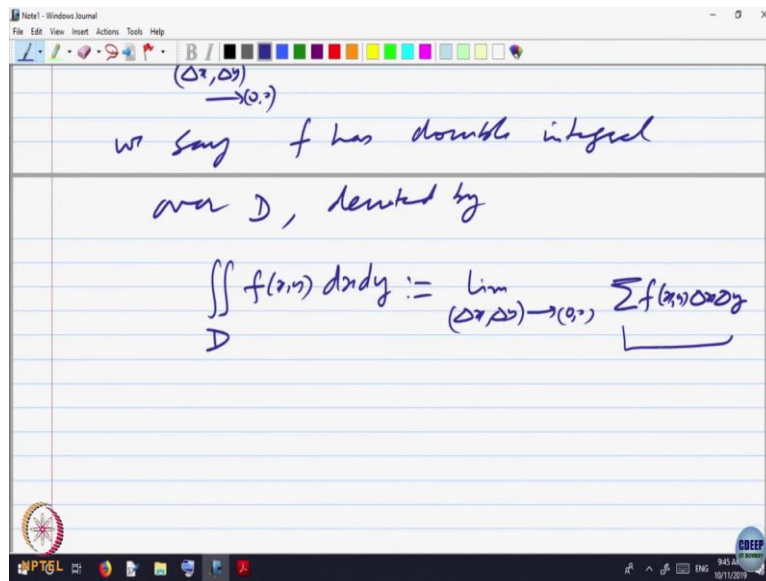 Note1 - Windows Journal
File Edit View Insert Actions Tools Help
B I
(Δx, Δy)
→(0,0)
we say f has double integral
over D, denoted by
∬ f(x,y) dxdy := lim ∑f(x,y)ΔxΔy
D (Δx,Δy)→(0,0)
NPTEL
CDEEP
IIT BOMBAY
ENG
9:45 A
10/11/2019